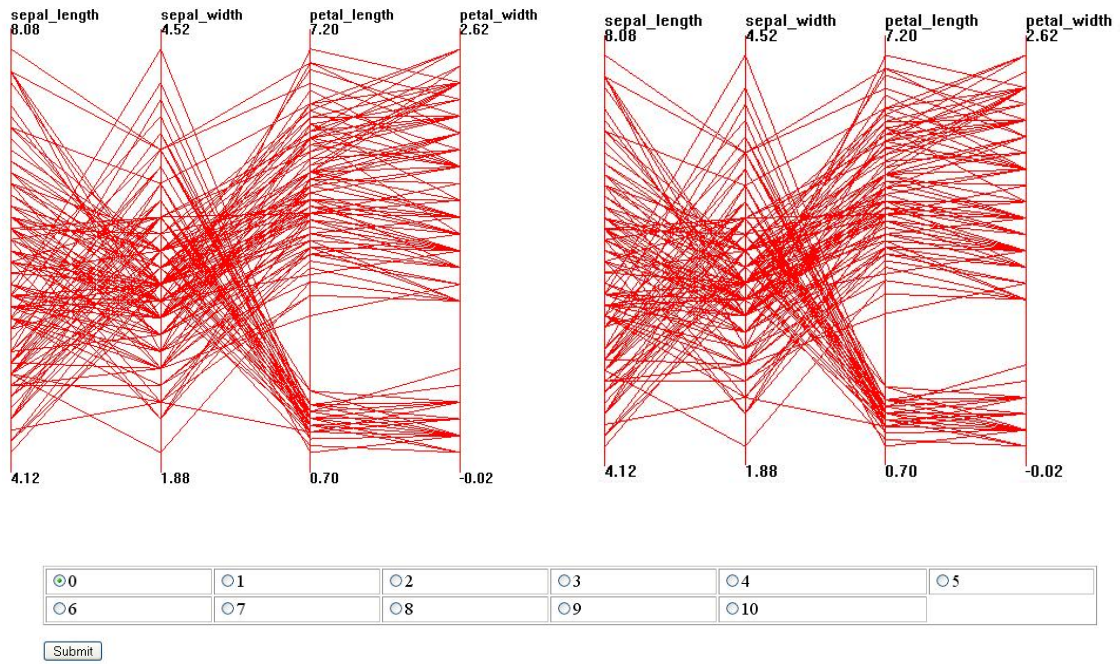 sepal_length sepal_width petal_length petal_width
8.08 4.52 7.20 2.62
4.12 1.88 0.70 -0.02
sepal_length sepal_width petal_length petal_width
8.08 4.52 7.20 2.62
4.12 1.88 0.70 -0.02
0 1 2 3 4 5
6 7 8 9 10
Submit